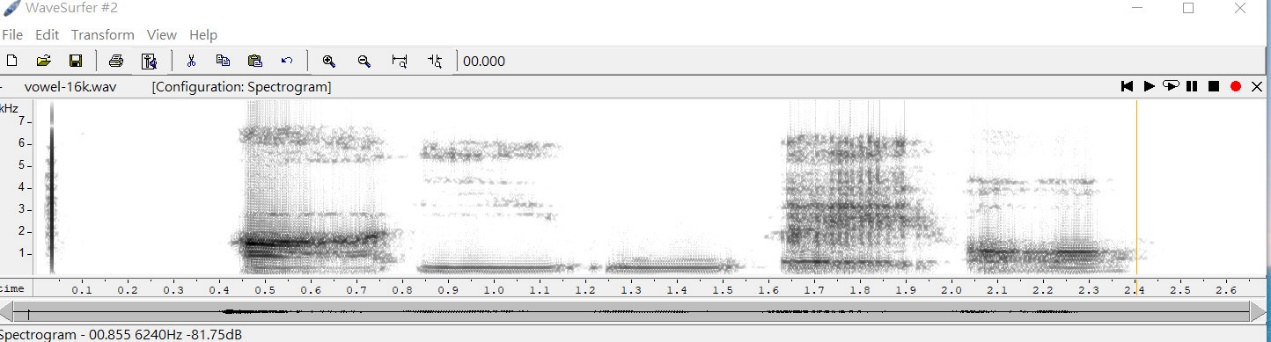 WaveSurfer #2
File Edit Transform View Help
00.000
vowel-16k.wav [Configuration: Spectrogram]
kHz
7
6
5
4
3
2
1
time 0.1 0.2 0.3 0.4 0.5 0.6 0.7 0.8 0.9 1.0 1.1 1.2 1.3 1.4 1.5 1.6 1.7 1.8 1.9 2.0 2.1 2.2 2.3 2.4 2.5 2.6
Spectrogram - 00.855 6240Hz -81.75dB